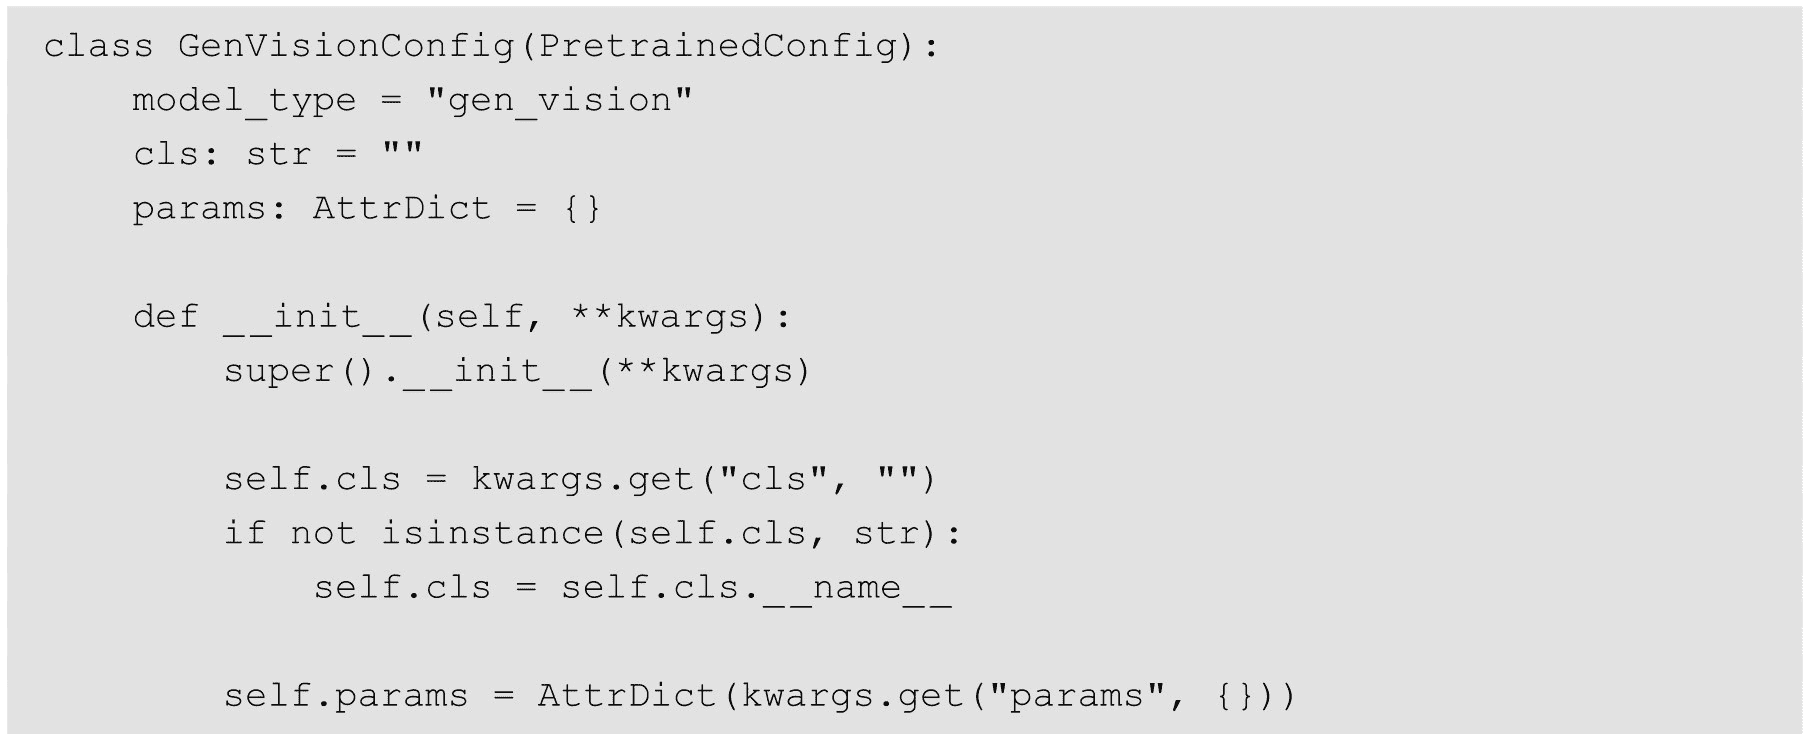 class GenVisionConfig(PretrainedConfig):
    model_type = "gen_vision"
    cls: str = ""
    params: AttrDict = {}

    def __init__(self, **kwargs):
        super().__init__(**kwargs)

        self.cls = kwargs.get("cls", "")
        if not isinstance(self.cls, str):
            self.cls = self.cls.__name__

        self.params = AttrDict(kwargs.get("params", {}))